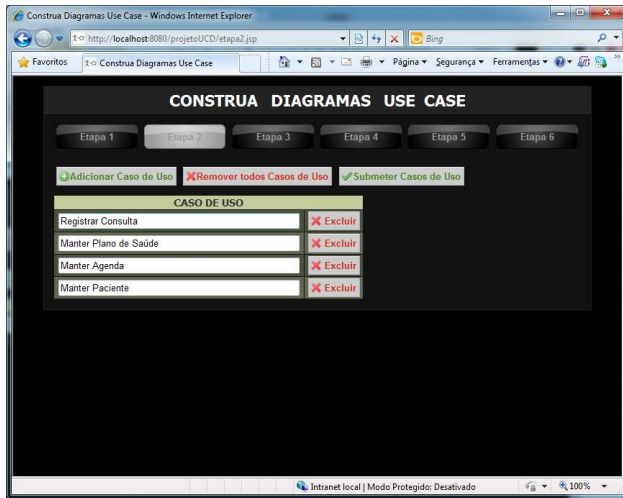 Construa Diagramas Use Case - Windows Internet Explorer
http://localhost:8080/projetoUCD/etapa2.jsp
Bing
Favoritos
Construa Diagramas Use Case
Página
Segurança
Ferramentas
CONSTRUA DIAGRAMAS USE CASE
Etapa 1 Etapa 2 Etapa 3 Etapa 4 Etapa 5 Etapa 6
Adicionar Caso de Uso Remover todos Casos de Uso Submeter Casos de Uso
CASO DE USO
Registrar Consulta Excluir
Manter Plano de Saúde Excluir
Manter Agenda Excluir
Manter Paciente Excluir
Intranet local | Modo Protegido: Desativado 100%